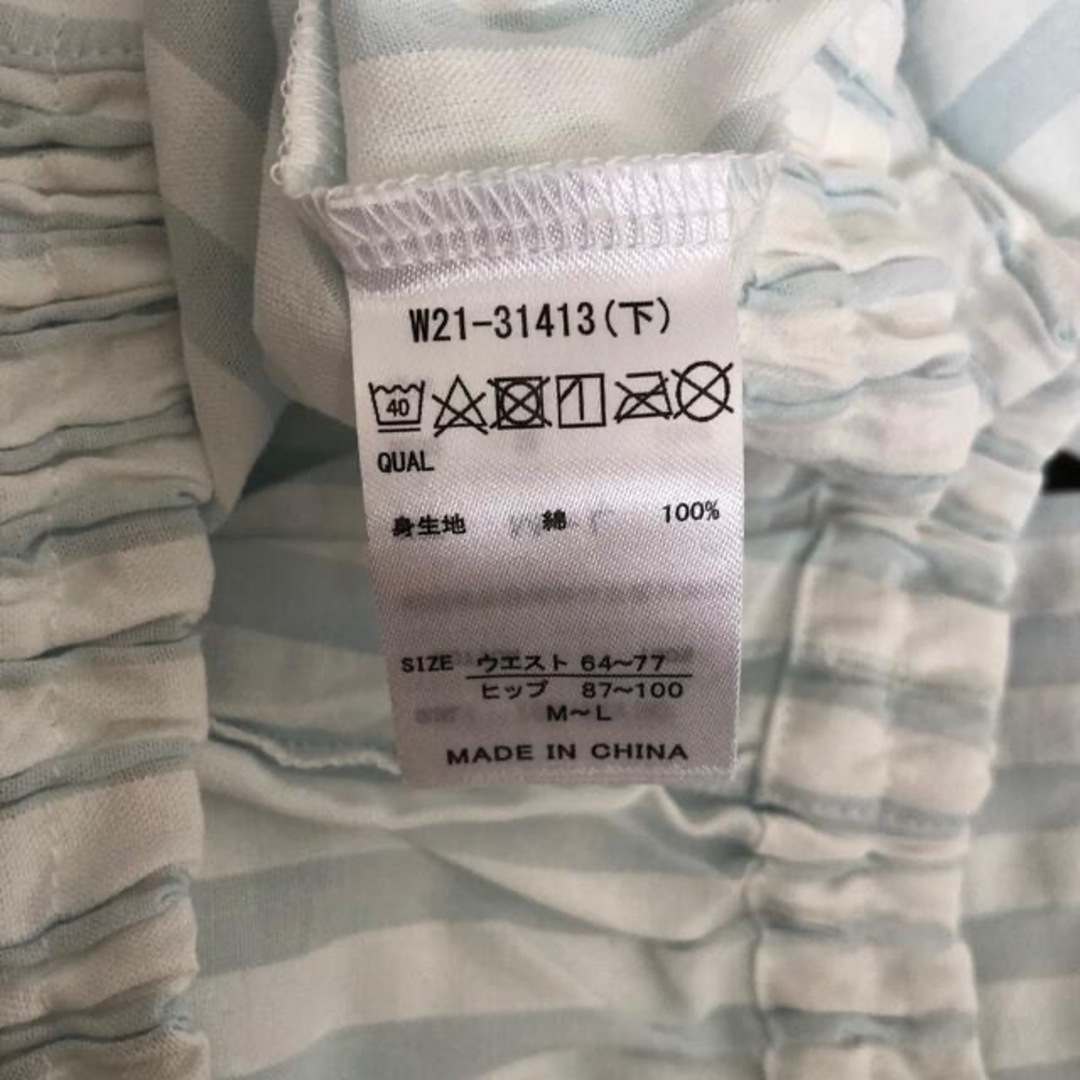 W21-31413(下)
40
QUAL
身生地 綿 100%
SIZE ウエスト 64〜77
ヒップ 87〜100
M〜L
MADE IN CHINA